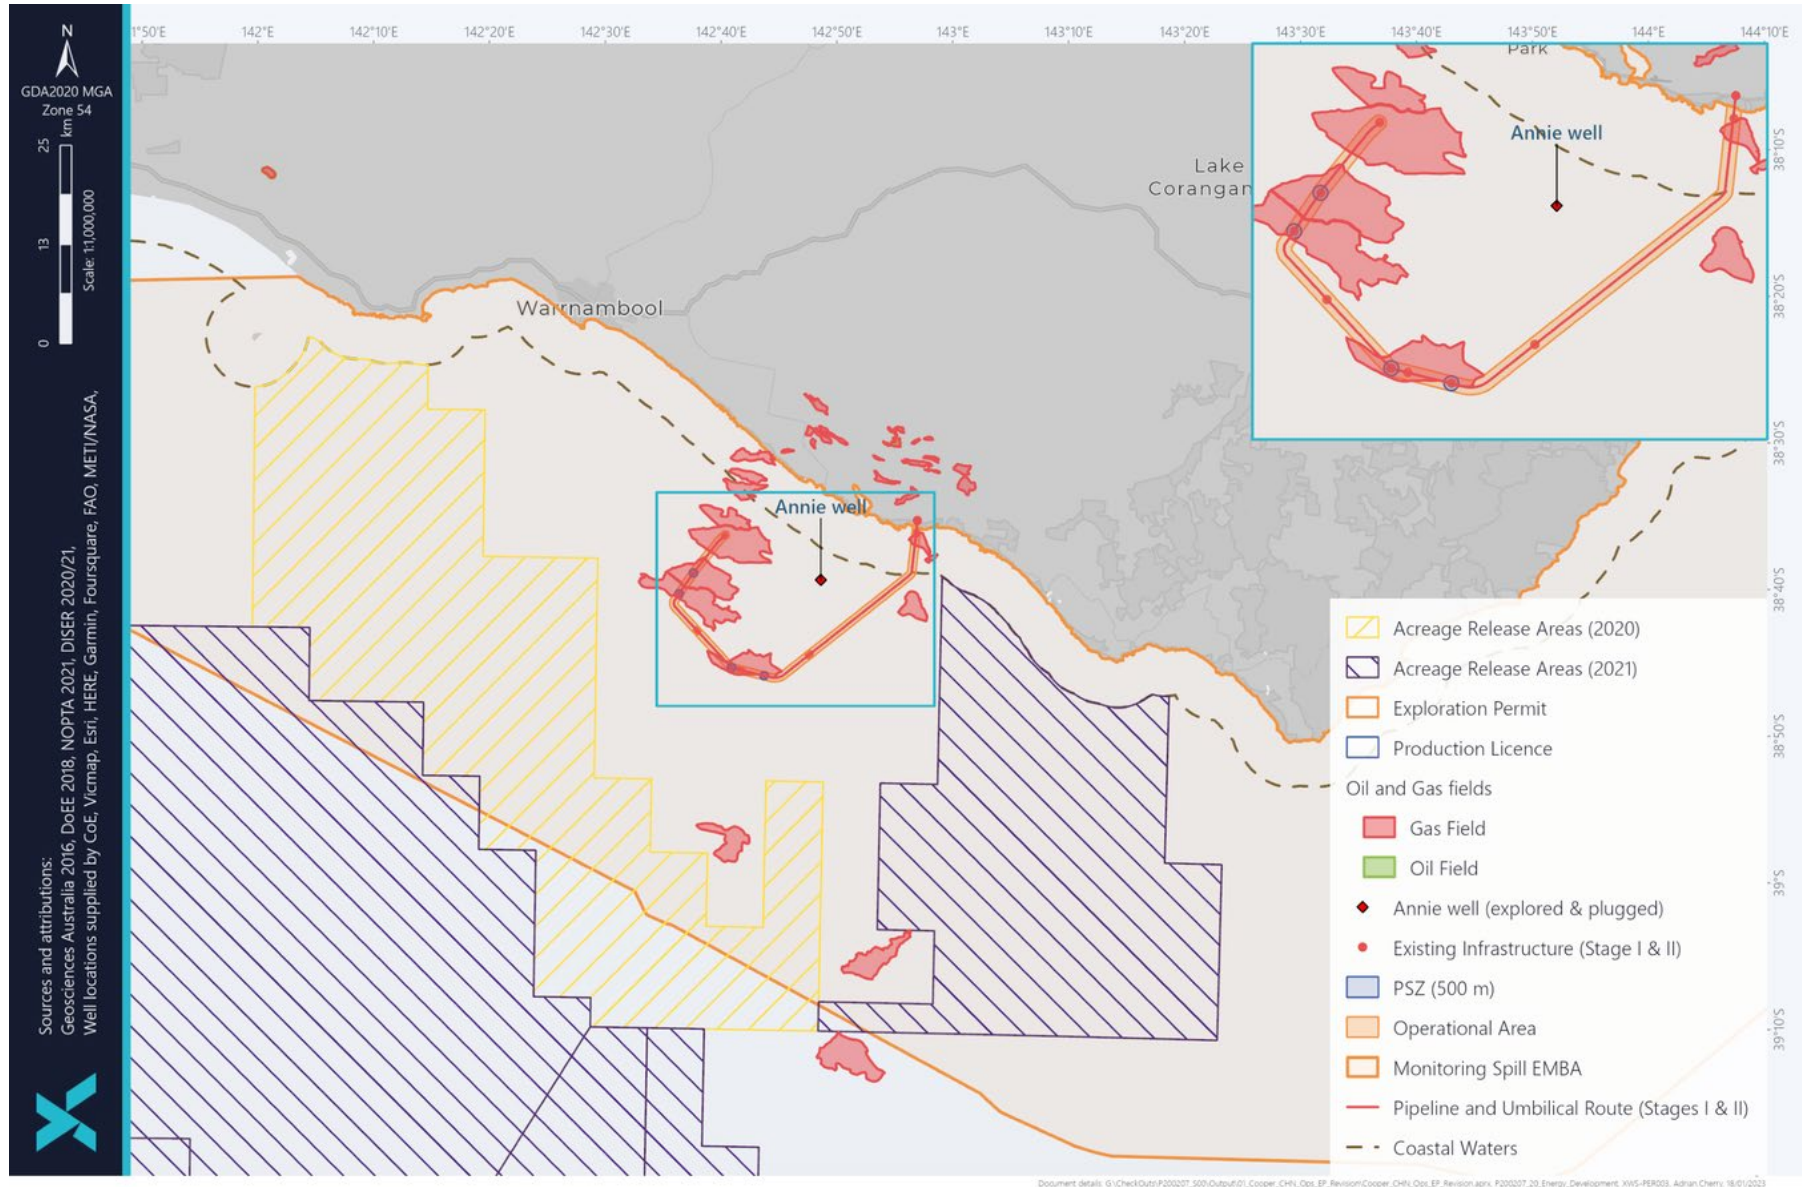 1°50'E 142°E 142°10'E 142°20'E 142°30'E 142°40'E 142°50'E 143°E 143°10'E 143°20'E 143°30'E 143°40'E 143°50'E 144°E 144°10'E
N
GDA2020 MGA
Zone 54
km
25
13
0
Scale: 1:1,000,000
Sources and attributions:
Geosciences Australia 2016, DoEE 2018, NOPTA 2021, DISER 2020/21,
Well locations supplied by CoE, Vicmap, Esri, HERE, Garmin, Foursquare, FAO, METI/NASA,
Park
Annie well
Lake
Corangan
Warrnambool
Annie well
38°10'S
38°20'S
38°30'S
38°40'S
38°50'S
39°S
39°10'S
Acreage Release Areas (2020)
Acreage Release Areas (2021)
Exploration Permit
Production Licence
Oil and Gas fields
Gas Field
Oil Field
Annie well (explored & plugged)
Existing Infrastructure (Stage I & II)
PSZ (500 m)
Operational Area
Monitoring Spill EMBA
Pipeline and Umbilical Route (Stages I & II)
Coastal Waters